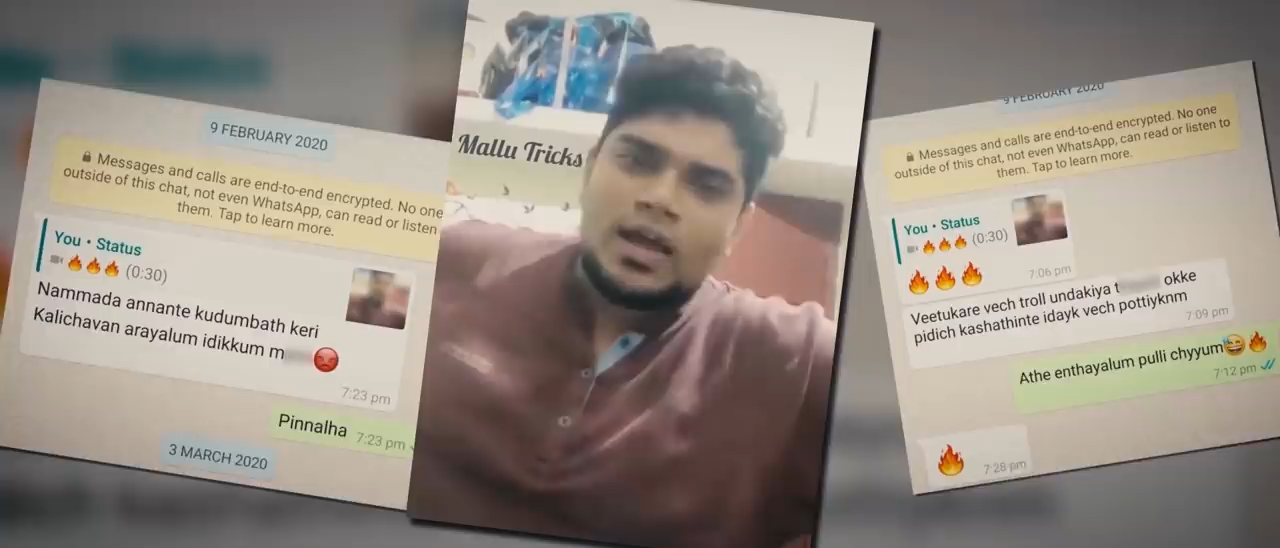 9 FEBRUARY 2020
Messages and calls are end-to-end encrypted. No one
outside of this chat, not even WhatsApp, can read or listen
them. Tap to learn more.
You • Status
🔥🔥🔥 (0:30)
Nammada annante kudumbath keri
Kalichavan arayalum idikkum m 😡
7:23 pm
Pinnalha 7:23 pm
3 MARCH 2020
Mallu Tricks
9 FEBRUARY 2020
Messages and calls are end-to-end encrypted. No one
outside of this chat, not even WhatsApp, can read or listen to
them. Tap to learn more.
You • Status
🔥🔥🔥 (0:30)
🔥🔥🔥
7:06 pm
Veetukare vech troll undakiya t okke
pidich kashathinte idayk vech pottiyknm
7:09 pm
Athe enthayalum pulli chyyum😅🔥
7:12 pm
🔥 7:28 pm